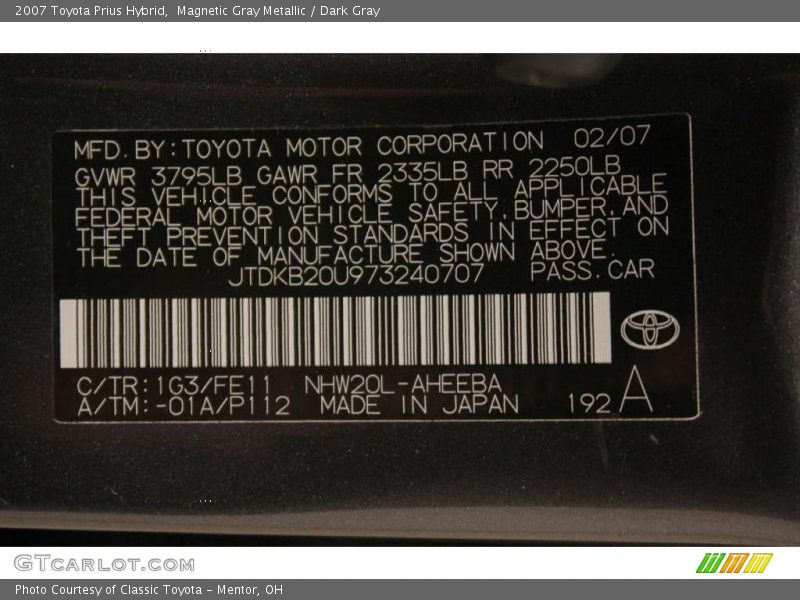 2007 Toyota Prius Hybrid,  Magnetic Gray Metallic / Dark Gray
MFD. BY: TOYOTA MOTOR CORPORATION 02/07
GVWR 3795LB GAWR FR 2335LB RR 2250LB
THIS VEHICLE CONFORMS TO ALL APPLICABLE
FEDERAL MOTOR VEHICLE SAFETY, BUMPER, AND
THEFT PREVENTION STANDARDS IN EFFECT ON
THE DATE OF MANUFACTURE SHOWN ABOVE.
JTDKB20U973240707 PASS. CAR
C/TR: 1G3/FE11 NHW20L-AHEEBA
A/TM: -01A/P112 MADE IN JAPAN 192 A
GTCARLOT.COM
Photo Courtesy of Classic Toyota - Mentor, OH